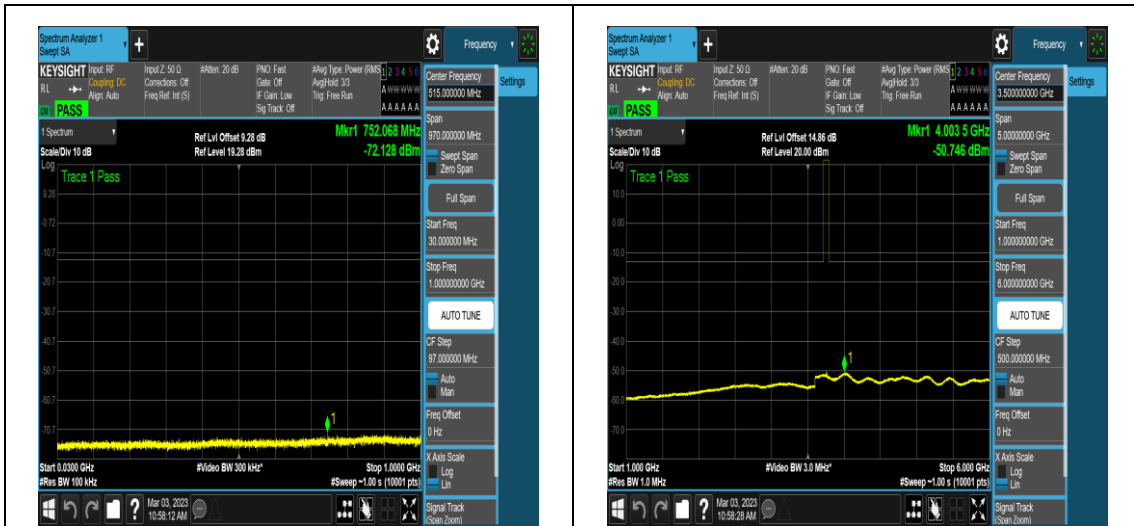 Spectrum Analyzer 1
Swept SA
+
Frequency
KEYSIGHT
RL
PASS
Input: RF
Coupling: DC
Align: Auto
Input Z: 50 Ω
Corrections: Off
Freq Ref: Int (S)
#Atten: 20 dB
PNO: Fast
Gate: Off
IF Gain: Low
Sig Track: Off
#Avg Type: Power (RMS
Avg|Hold: 3/3
Trig: Free Run
1 2 3 4 5 6
A W W W W W
A A A A A A
Center Frequency
515.000000 MHz
Settings
Span
970.000000 MHz
Swept Span
Zero Span
Full Span
Start Freq
30.000000 MHz
Stop Freq
1.000000000 GHz
AUTO TUNE
CF Step
97.000000 MHz
Auto
Man
Freq Offset
0 Hz
X Axis Scale
Log
Lin
Signal Track
(Span Zoom)
1 Spectrum
Scale/Div 10 dB
Ref Lvl Offset 9.28 dB
Ref Level 19.28 dBm
Mkr1 752.068 MHz
-72.128 dBm
Log
Trace 1 Pass
9.28
-0.72
-10.7
-20.7
-30.7
-40.7
-50.7
-60.7
-70.7
1
Start 0.0300 GHz
#Res BW 100 kHz
#Video BW 300 kHz*
Stop 1.0000 GHz
#Sweep ~1.00 s (10001 pts)
?
Mar 03, 2023
10:58:12 AM
Spectrum Analyzer 1
Swept SA
+
Frequency
KEYSIGHT
RL
PASS
Input: RF
Coupling: DC
Align: Auto
Input Z: 50 Ω
Corrections: Off
Freq Ref: Int (S)
#Atten: 20 dB
PNO: Fast
Gate: Off
IF Gain: Low
Sig Track: Off
#Avg Type: Power (RMS
Avg|Hold: 3/3
Trig: Free Run
1 2 3 4 5 6
A W W W W W
A A A A A A
Center Frequency
3.500000000 GHz
Settings
Span
5.00000000 GHz
Swept Span
Zero Span
Full Span
Start Freq
1.000000000 GHz
Stop Freq
6.000000000 GHz
AUTO TUNE
CF Step
500.000000 MHz
Auto
Man
Freq Offset
0 Hz
X Axis Scale
Log
Lin
Signal Track
(Span Zoom)
1 Spectrum
Scale/Div 10 dB
Ref Lvl Offset 14.86 dB
Ref Level 20.00 dBm
Mkr1 4.003 5 GHz
-50.746 dBm
Log
Trace 1 Pass
10.0
0.00
-10.0
-20.0
-30.0
-40.0
-50.0
-60.0
-70.0
1
Start 1.000 GHz
#Res BW 1.0 MHz
#Video BW 3.0 MHz*
Stop 6.000 GHz
#Sweep ~1.00 s (10001 pts)
?
Mar 03, 2023
10:58:28 AM